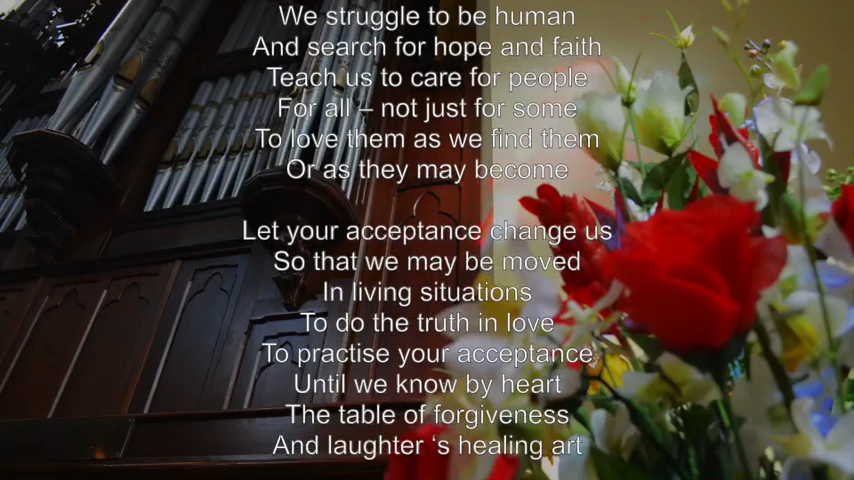 We struggle to be human
And search for hope and faith
Teach us to care for people
For all – not just for some
To love them as we find them
Or as they may become
Let your acceptance change us
So that we may be moved
In living situations
To do the truth in love
To practise your acceptance
Until we know by heart
The table of forgiveness
And laughter ‘s healing art